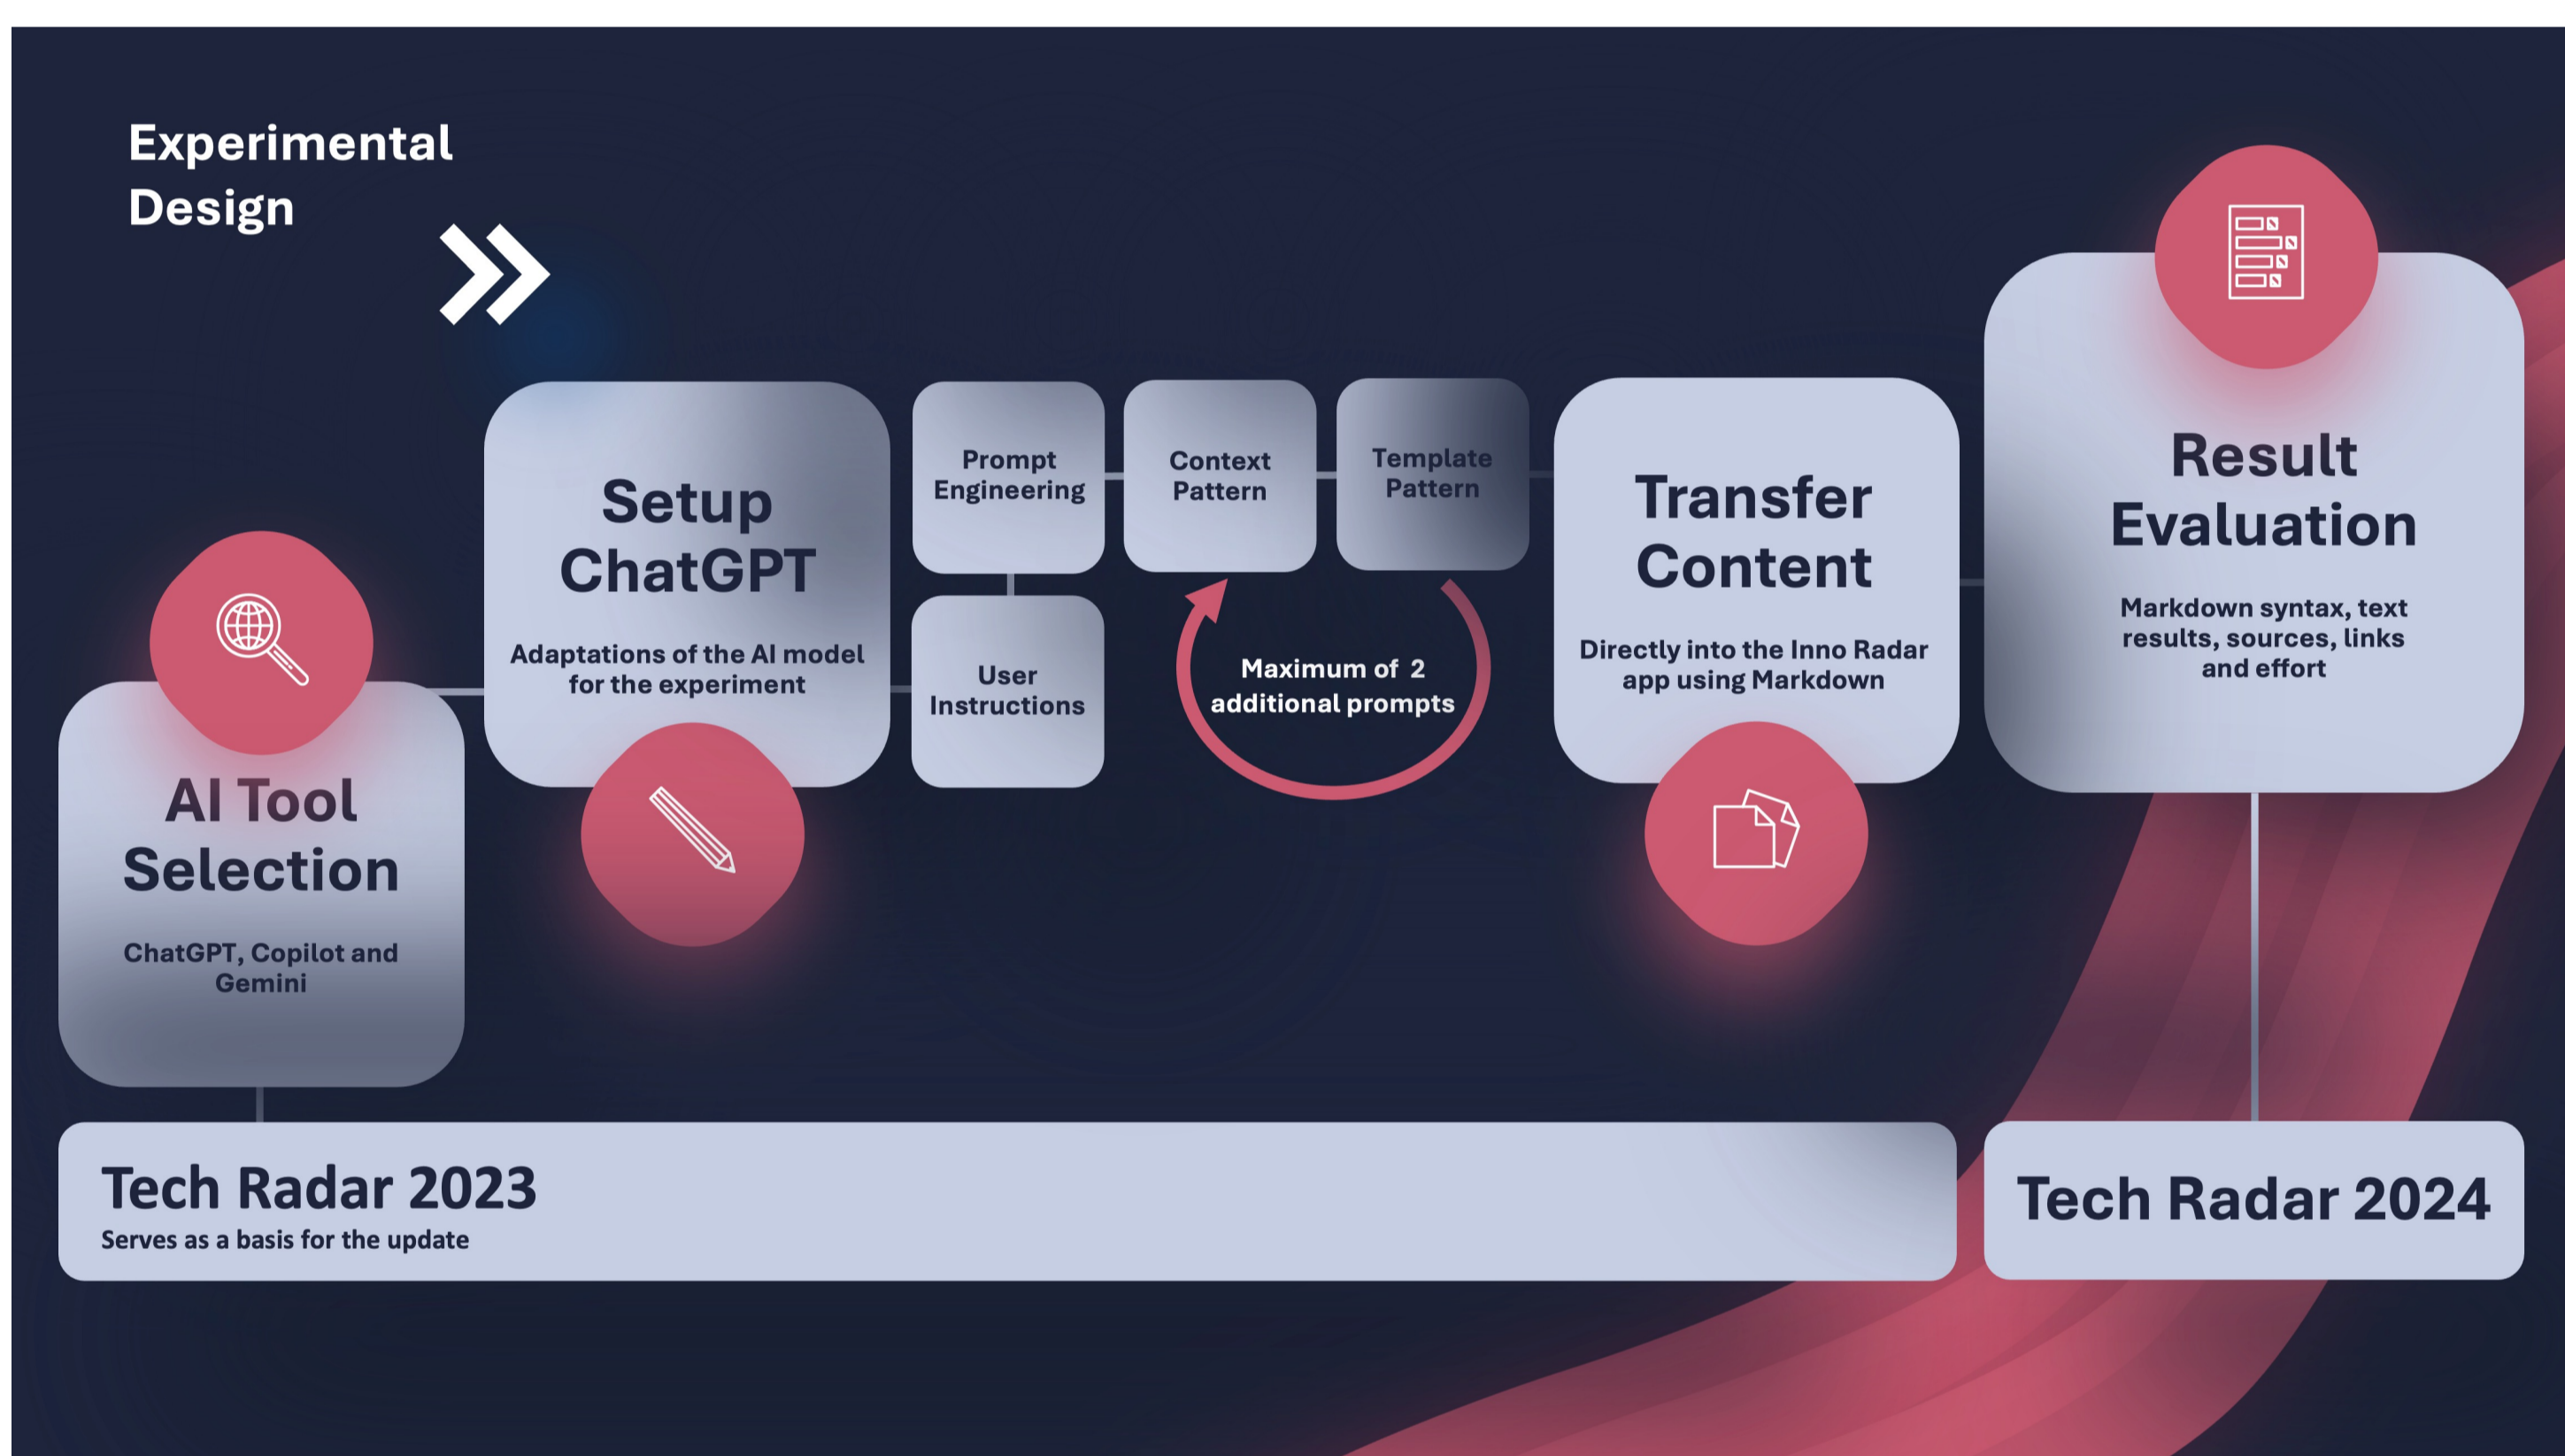 Experimental
Design
AI Tool
Selection
ChatGPT, Copilot and
Gemini
Setup
ChatGPT
Adaptations of the AI model
for the experiment
Prompt
Engineering
User
Instructions
Context
Pattern
Template
Pattern
Maximum of 2
additional prompts
Transfer
Content
Directly into the Inno Radar
app using Markdown
Result
Evaluation
Markdown syntax, text
results, sources, links
and effort
Tech Radar 2023
Serves as a basis for the update
Tech Radar 2024